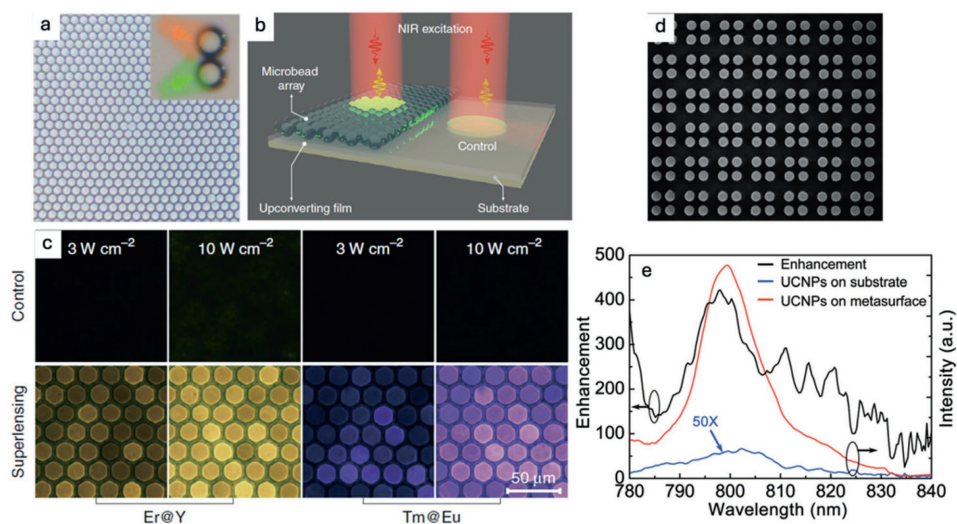 a
b
NIR excitation
Microbead
array
Control
Upconverting film
Substrate
c
3 W cm⁻²
10 W cm⁻²
3 W cm⁻²
10 W cm⁻²
Control
Superlensing
50 μm
Er@Y
Tm@Eu
d
e
Enhancement
UCNPs on substrate
UCNPs on metasurface
50X
500
400
300
200
100
0
Enhancement
Intensity (a.u.)
780 790 800 810 820 830 840
Wavelength (nm)